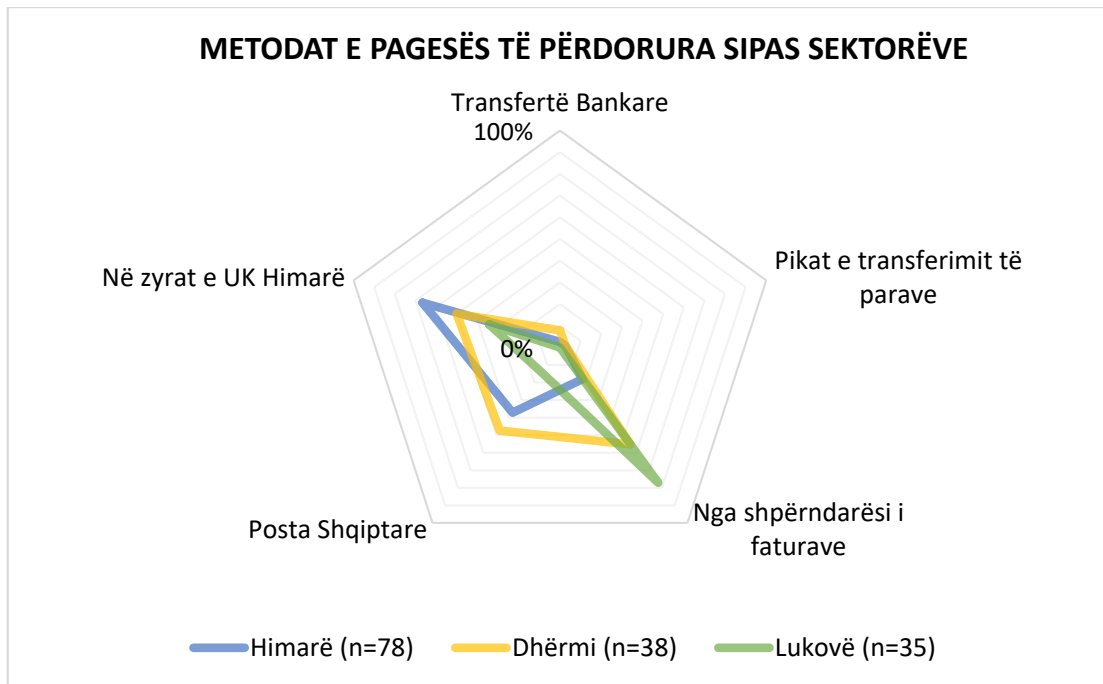 METODAT E PAGESËS TË PËRDORURA SIPAS SEKTORËVE
Transfertë Bankare
100%
Pikat e transferimit të
parave
Në zyrat e UK Himarë
0%
Nga shpërndarësi i
faturave
Posta Shqiptare
Himarë (n=78)
Dhërmi (n=38)
Lukovë (n=35)